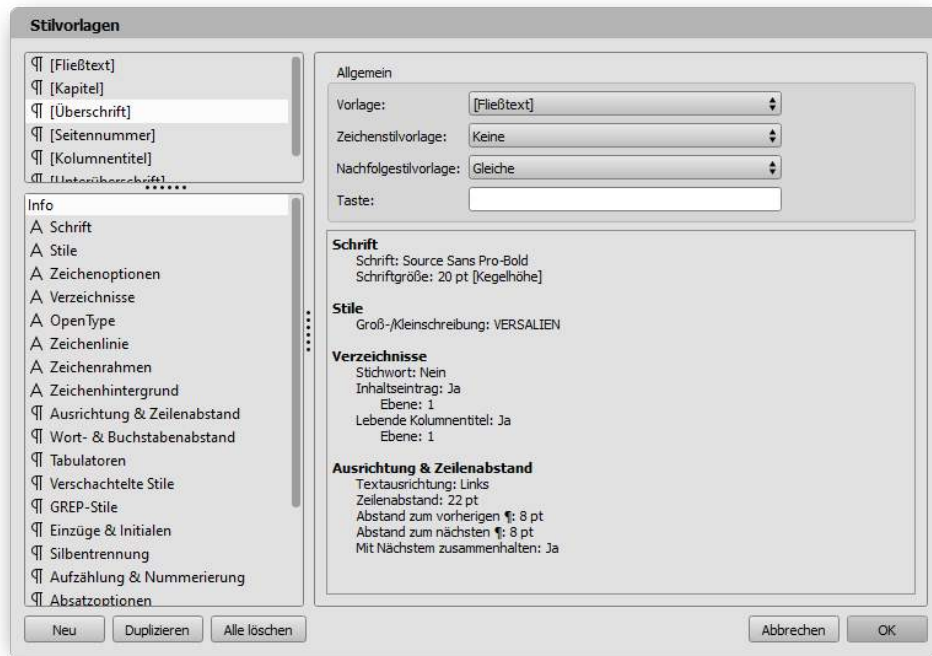 Stilvorlagen
¶ [Fließtext]
¶ [Kapitel]
¶ [Überschrift]
¶ [Seitennummer]
¶ [Kolumnentitel]
¶ [Unterüberschrift]
Info
A Schrift
A Stile
A Zeichenoptionen
A Verzeichnisse
A OpenType
A Zeichenlinie
A Zeichenrahmen
A Zeichenhintergrund
¶ Ausrichtung & Zeilenabstand
¶ Wort- & Buchstabenabstand
¶ Tabulatoren
¶ Verschachtelte Stile
¶ GREP-Stile
¶ Einzüge & Initialen
¶ Silbentrennung
¶ Aufzählung & Nummerierung
¶ Absatzoptionen
Neu Duplizieren Alle löschen
Allgemein
Vorlage: [Fließtext]
Zeichenstilvorlage: Keine
Nachfolgestilvorlage: Gleiche
Taste:
Schrift
Schrift: Source Sans Pro-Bold
Schriftgröße: 20 pt [Kegelhöhe]
Stile
Groß-/Kleinschreibung: VERSALIEN
Verzeichnisse
Stichwort: Nein
Inhaltseintrag: Ja
Ebene: 1
Lebende Kolumnentitel: Ja
Ebene: 1
Ausrichtung & Zeilenabstand
Textausrichtung: Links
Zeilenabstand: 22 pt
Abstand zum vorherigen ¶: 8 pt
Abstand zum nächsten ¶: 8 pt
Mit Nächstem zusammenhalten: Ja
Abbrechen OK